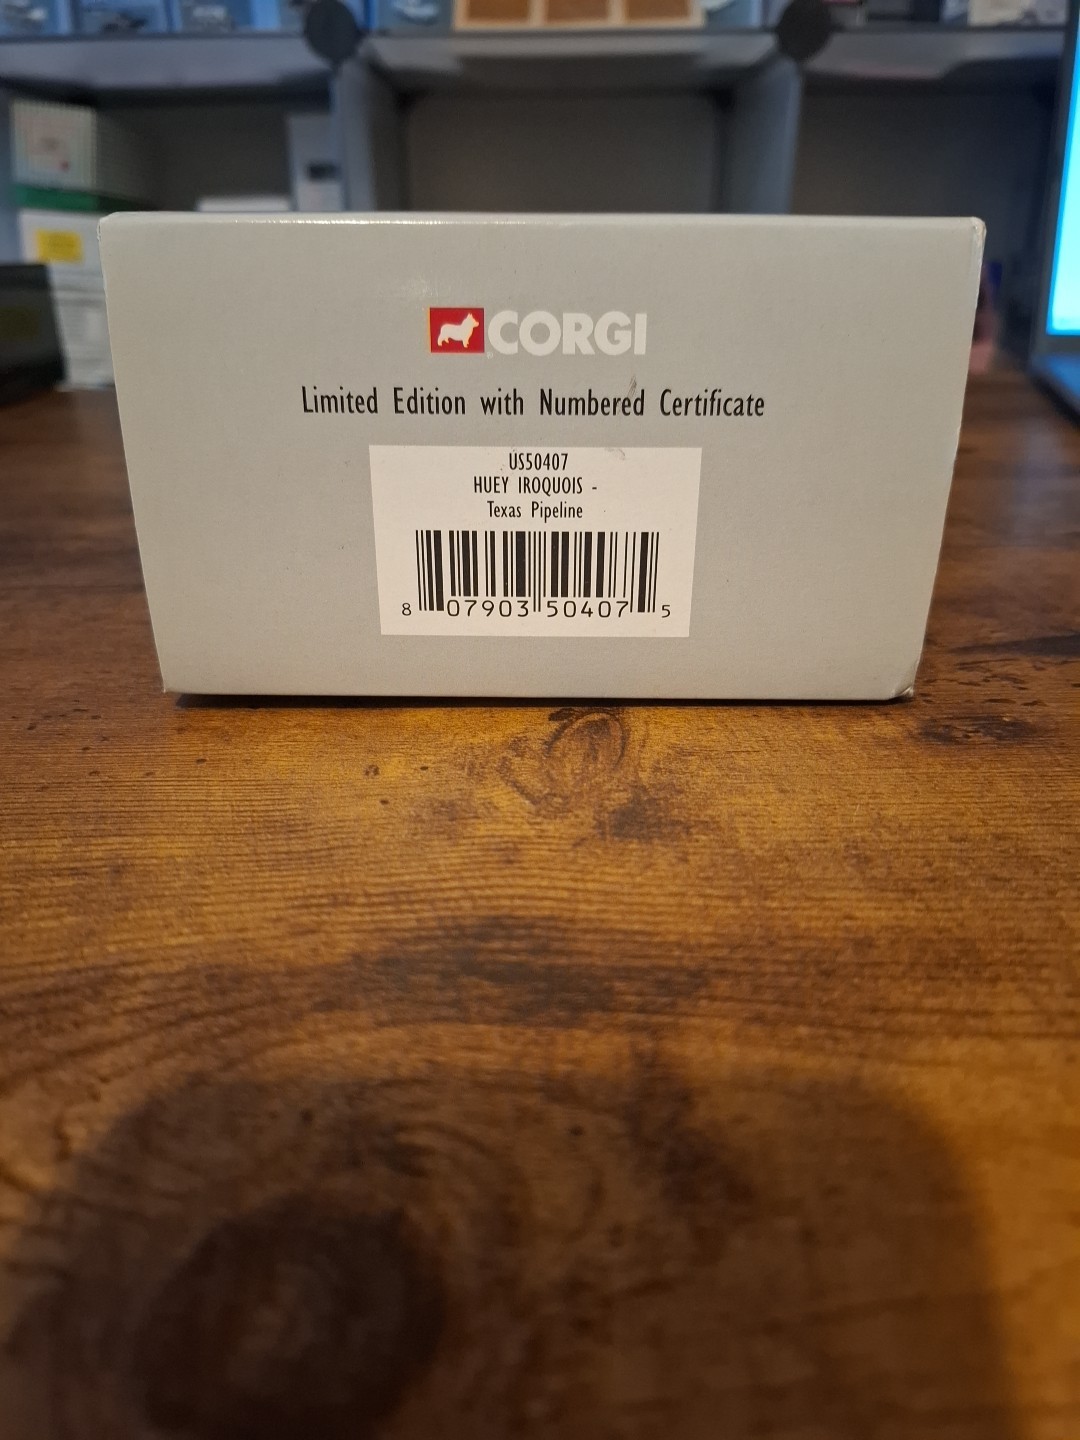 CORGI
Limited Edition with Numbered Certificate
US50407
HUEY IROQUOIS -
Texas Pipeline
8 07903 50407 5